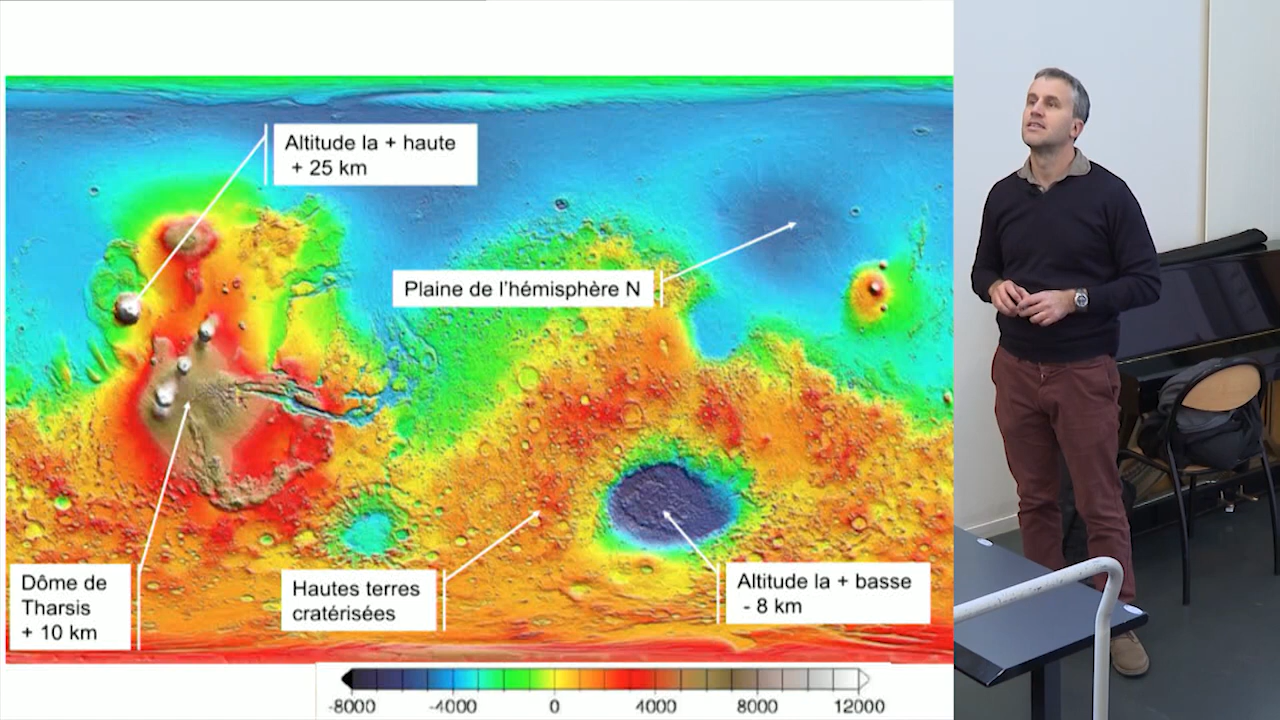 Altitude la + haute
+ 25 km
Plaine de l'hémisphère N
Dôme de
Tharsis
+ 10 km
Hautes terres
cratérisées
Altitude la + basse
- 8 km
-8000 -4000 0 4000 8000 12000